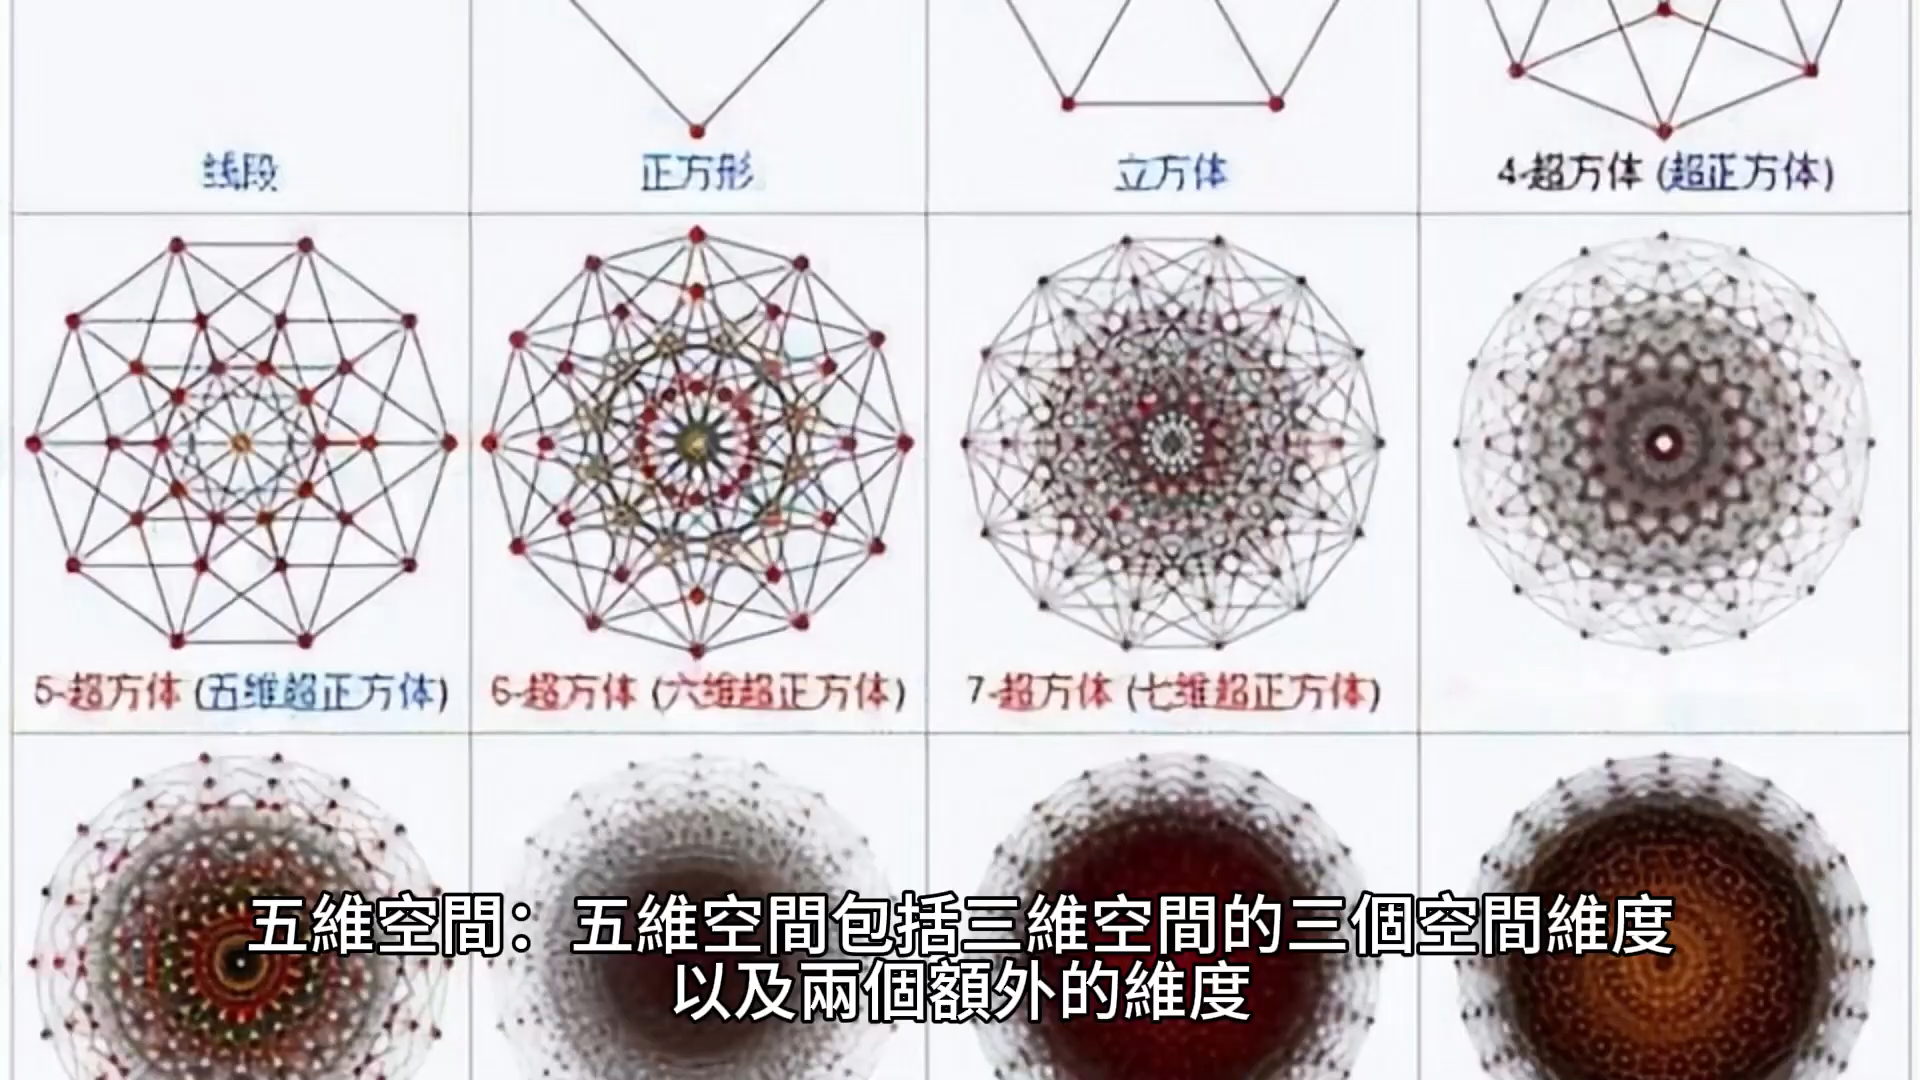 线段
正方形
立方体
4-超方体 (超正方体)
5-超方体 (五维超正方体)
6-超方体 (六维超正方体)
7-超方体 (七维超正方体)
五維空間：五維空間包括三維空間的三個空間維度
以及兩個額外的維度